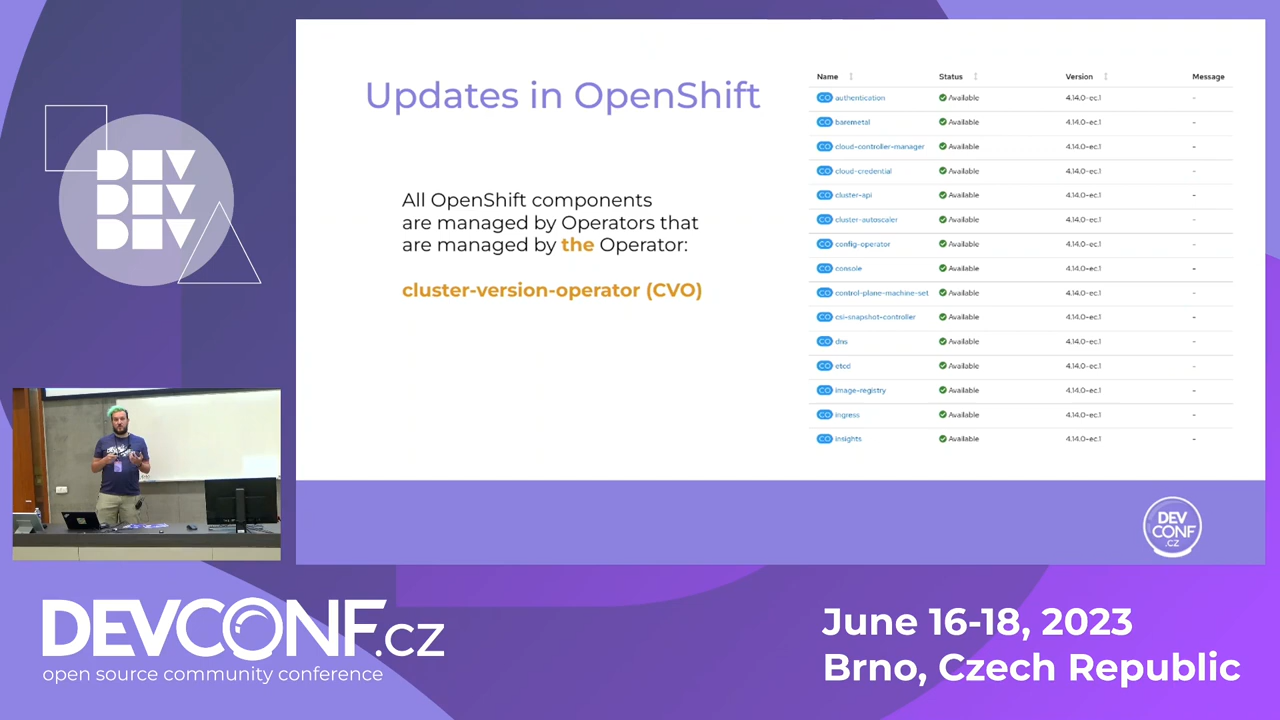 DEV
DEV
DEV
Updates in OpenShift
All OpenShift components
are managed by Operators that
are managed by the Operator:
cluster-version-operator (CVO)
Name Status Version Message
CO authentication Available 4.14.0-ec.1 -
CO baremetal Available 4.14.0-ec.1 -
CO cloud-controller-manager Available 4.14.0-ec.1 -
CO cloud-credential Available 4.14.0-ec.1 -
CO cluster-api Available 4.14.0-ec.1 -
CO cluster-autoscaler Available 4.14.0-ec.1 -
CO config-operator Available 4.14.0-ec.1 -
CO console Available 4.14.0-ec.1 -
CO control-plane-machine-set Available 4.14.0-ec.1 -
CO csi-snapshot-controller Available 4.14.0-ec.1 -
CO dns Available 4.14.0-ec.1 -
CO etcd Available 4.14.0-ec.1 -
CO image-registry Available 4.14.0-ec.1 -
CO ingress Available 4.14.0-ec.1 -
CO insights Available 4.14.0-ec.1 -
DEV
CONF
.CZ
DEVCONF.cz
open source community conference
June 16-18, 2023
Brno, Czech Republic